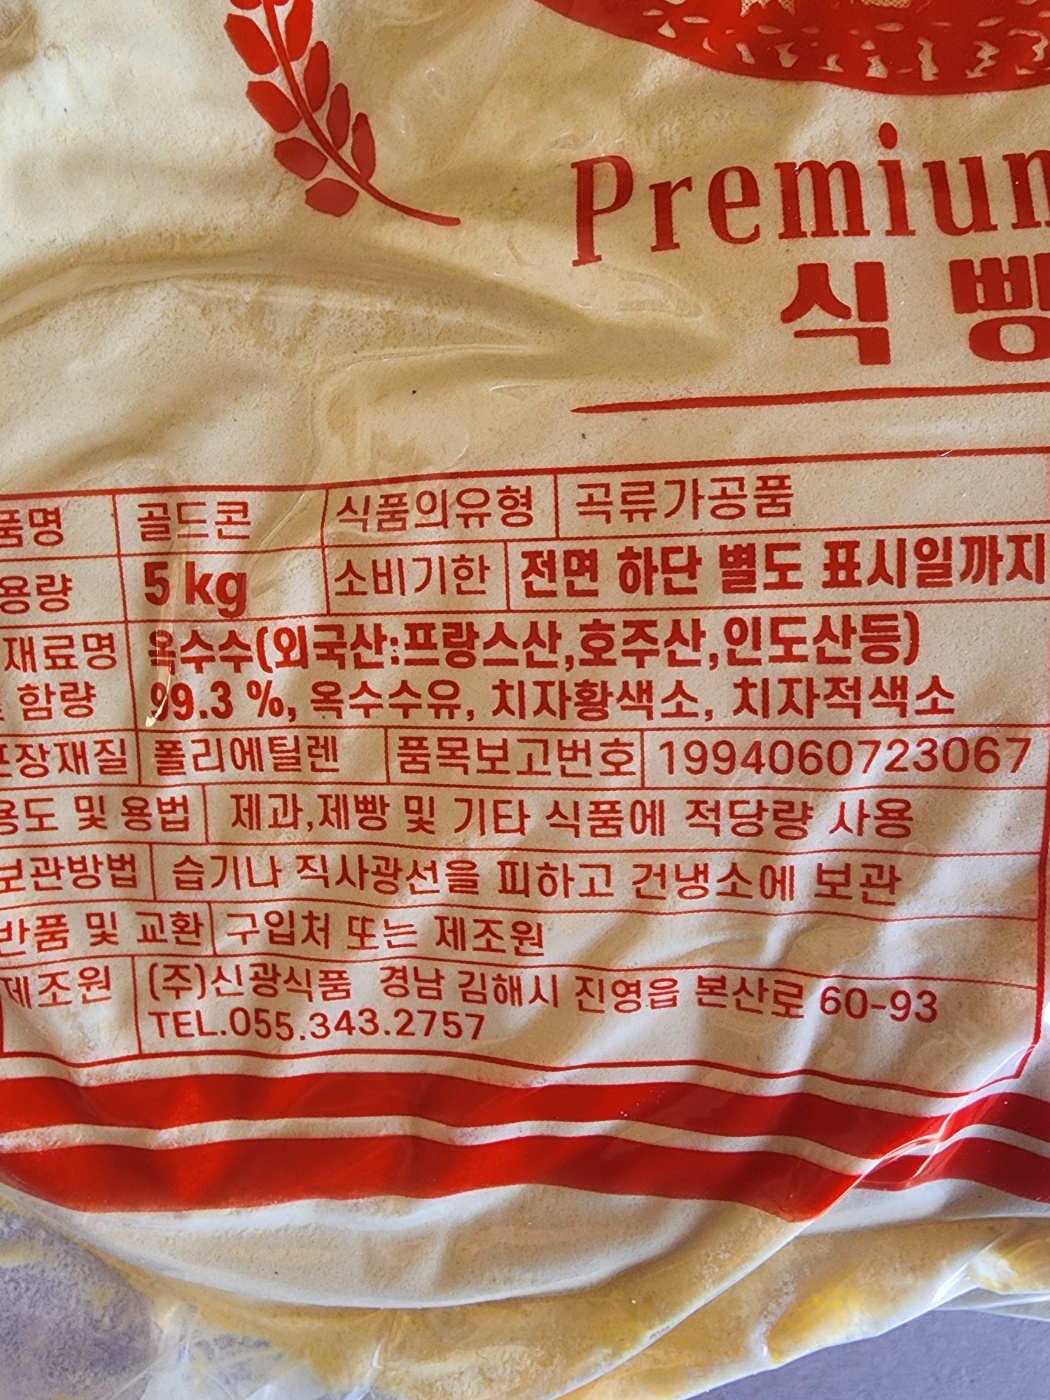 Premium
식빵
품명 골드콘 식품의유형 곡류가공품
용량 5 kg 소비기한 전면 하단 별도 표시일까지
재료명 옥수수(외국산:프랑스산,호주산,인도산등)
함량 99.3 %, 옥수수유, 치자황색소, 치자적색소
포장재질 폴리에틸렌 품목보고번호 1994060723067
용도 및 용법 제과,제빵 및 기타 식품에 적당량 사용
보관방법 습기나 직사광선을 피하고 건냉소에 보관
반품 및 교환 구입처 또는 제조원
제조원 (주)신광식품 경남 김해시 진영읍 본산로 60-93
TEL.055.343.2757